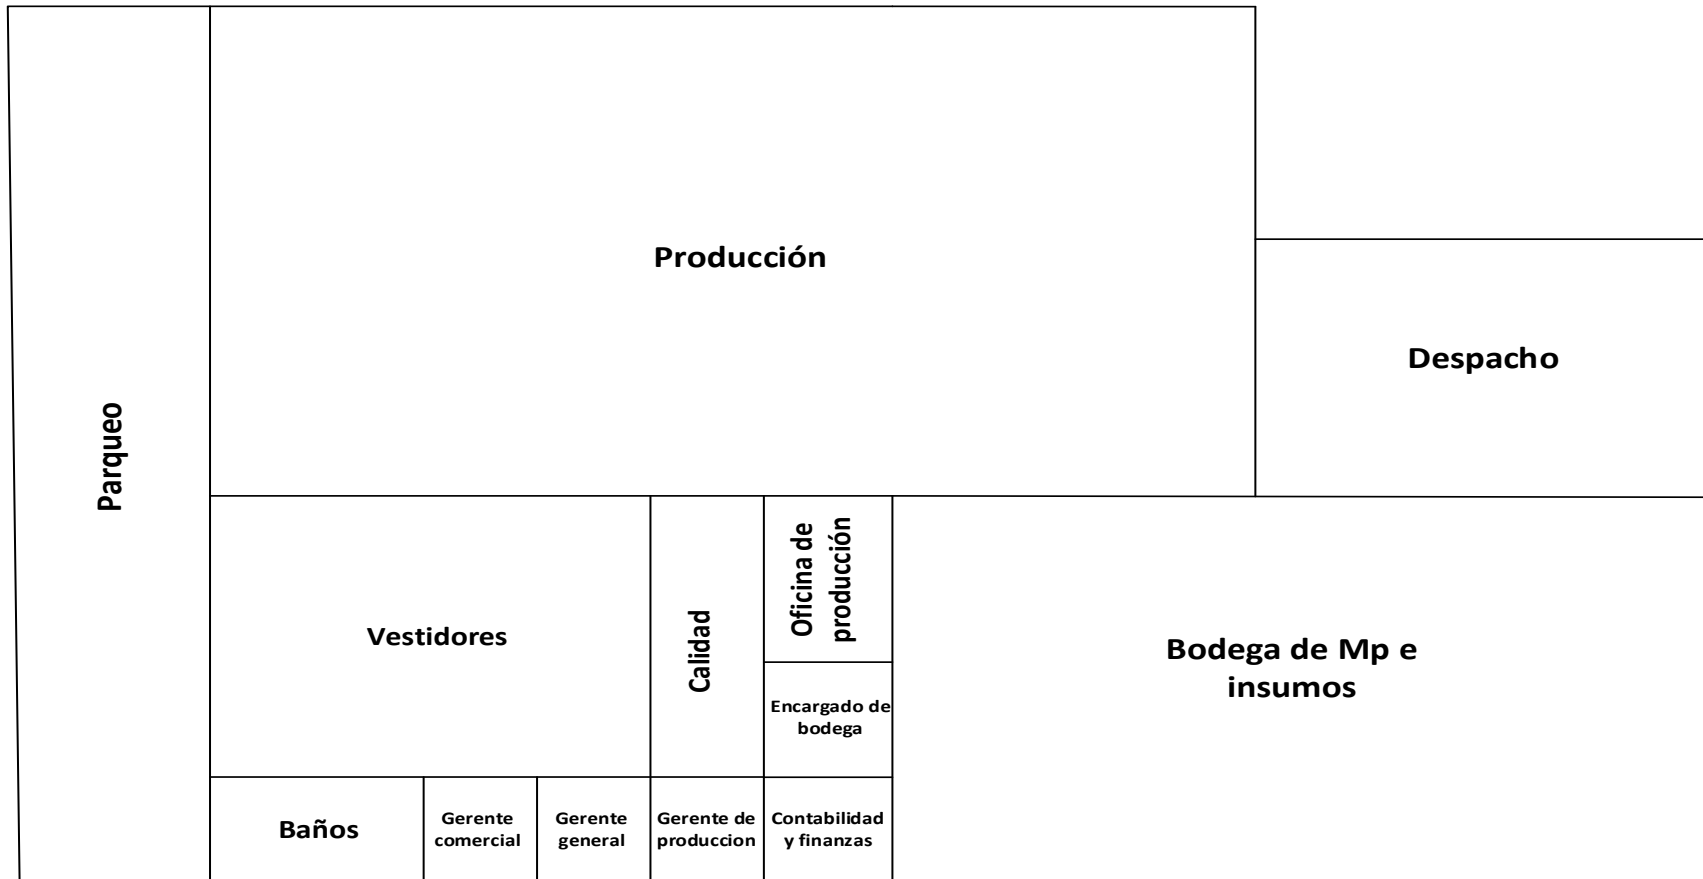 Producción
Despacho
Parqueo
Vestidores
Calidad
Oficina de
producción
Encargado de
bodega
Bodega de Mp e
insumos
Baños
Gerente
comercial
Gerente
general
Gerente de
produccion
Contabilidad
y finanzas